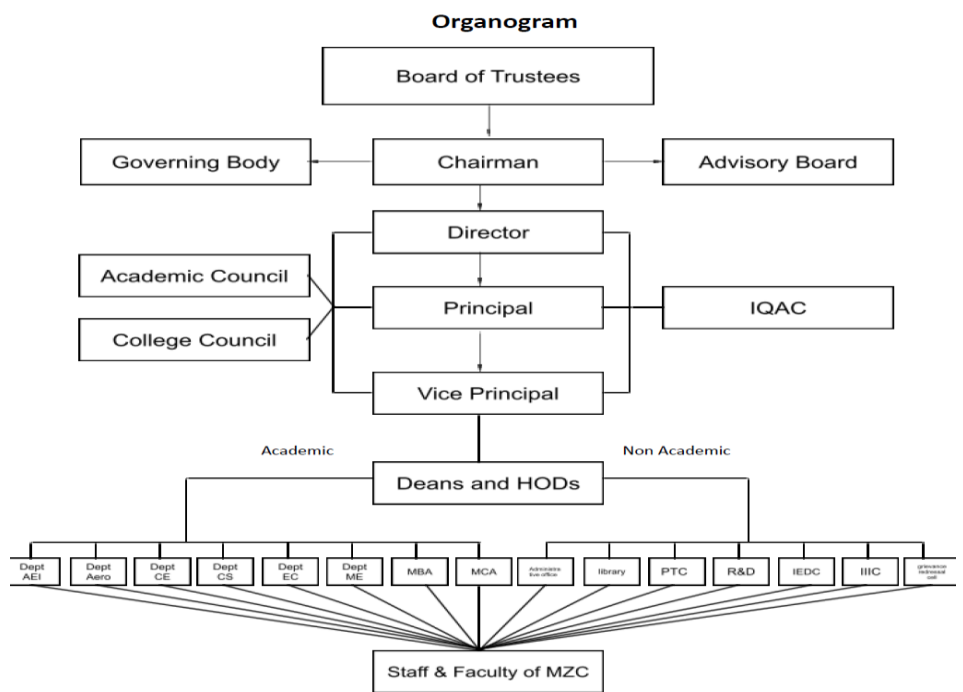 Organogram
Board of Trustees
Governing Body
Chairman
Advisory Board
Director
Academic Council
Principal
IQAC
College Council
Vice Principal
Academic
Non Academic
Deans and HODs
Dept
AEI
Dept
Aero
Dept
CE
Dept
CS
Dept
EC
Dept
ME
MBA
MCA
Administra
tive office
library
PTC
R&D
IEDC
IIIC
grievance
redressal
cell
Staff & Faculty of MZC